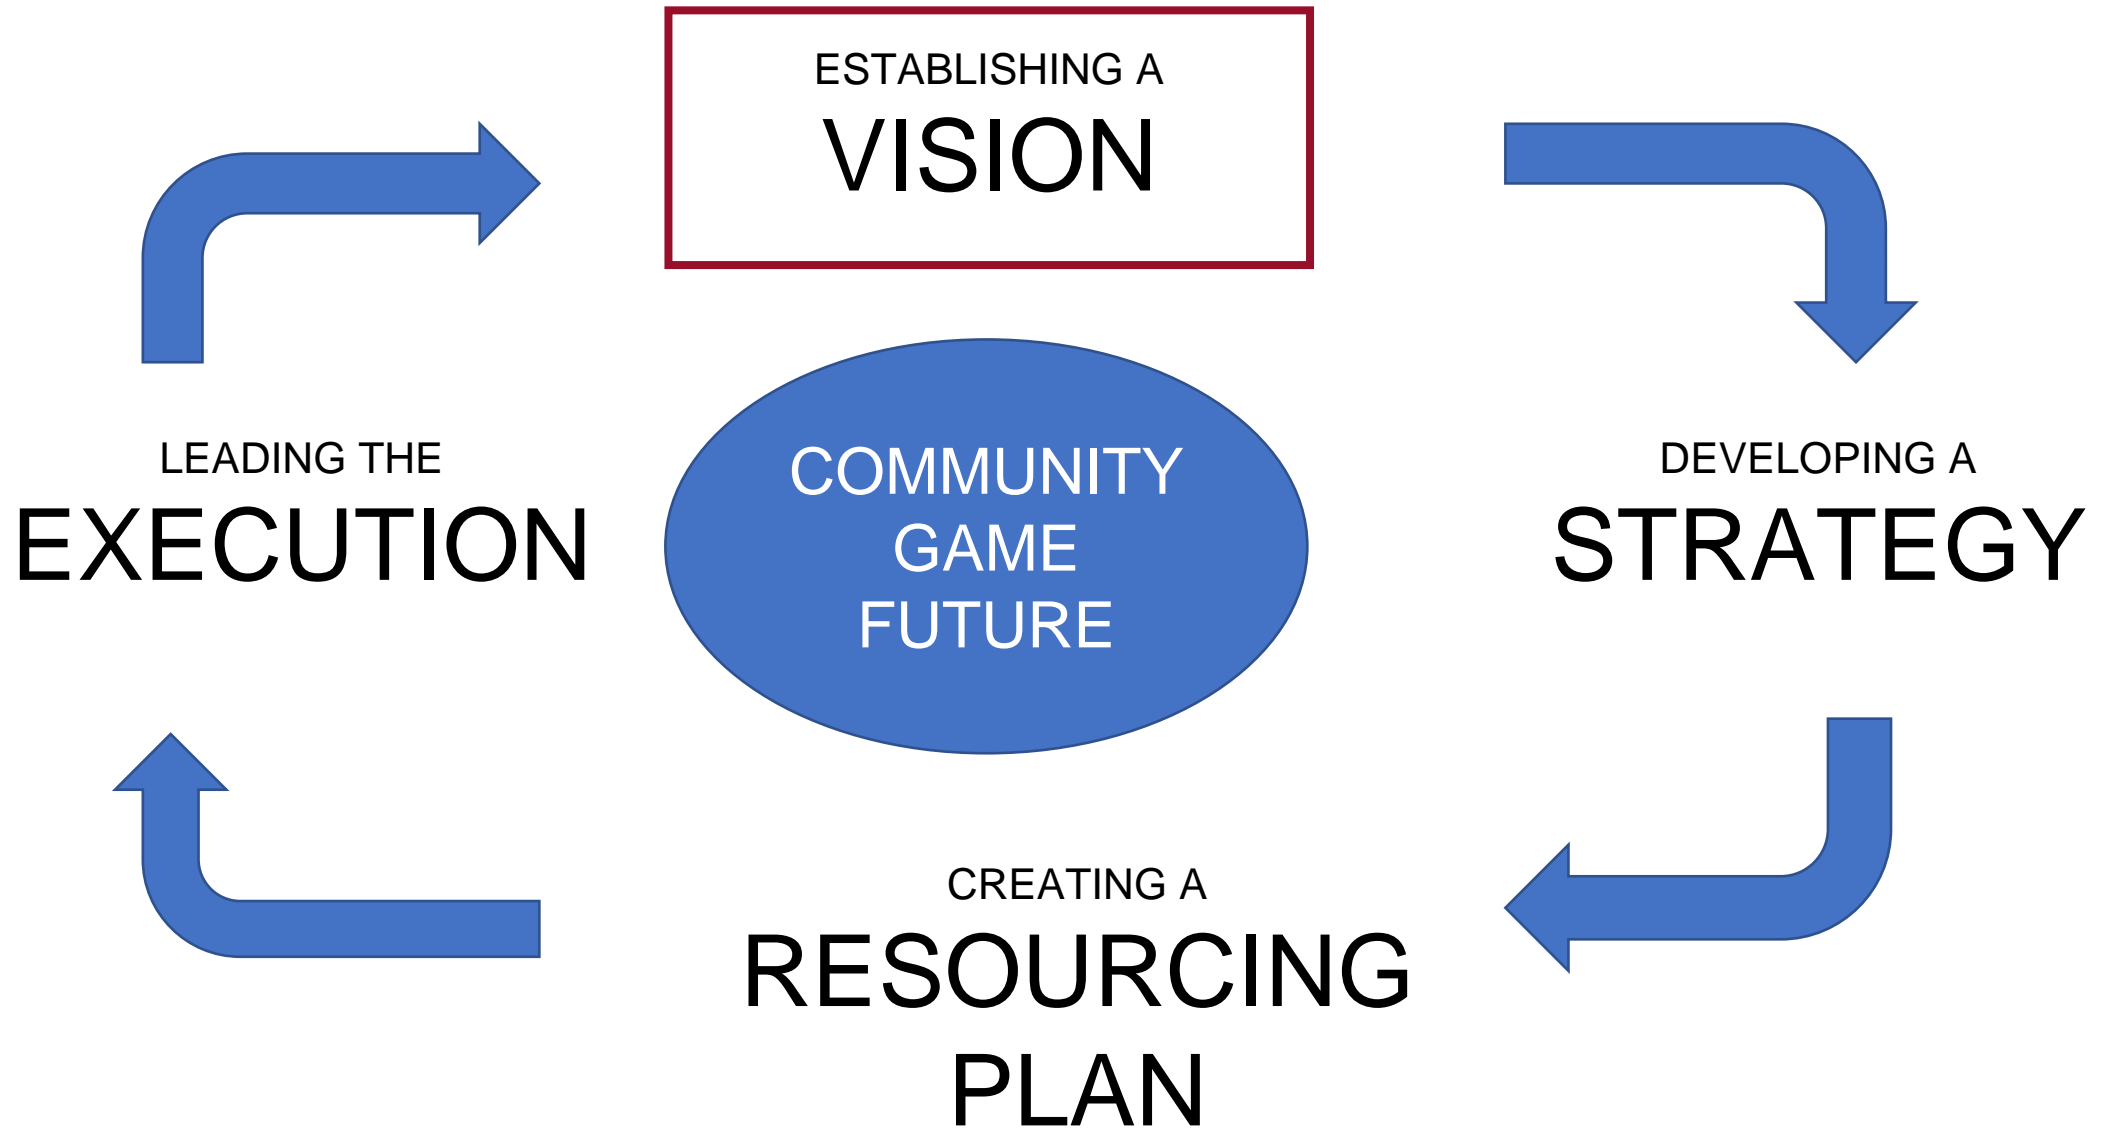 ESTABLISHING A
VISION
LEADING THE
EXECUTION
COMMUNITY
GAME
FUTURE
DEVELOPING A
STRATEGY
CREATING A
RESOURCING
PLAN